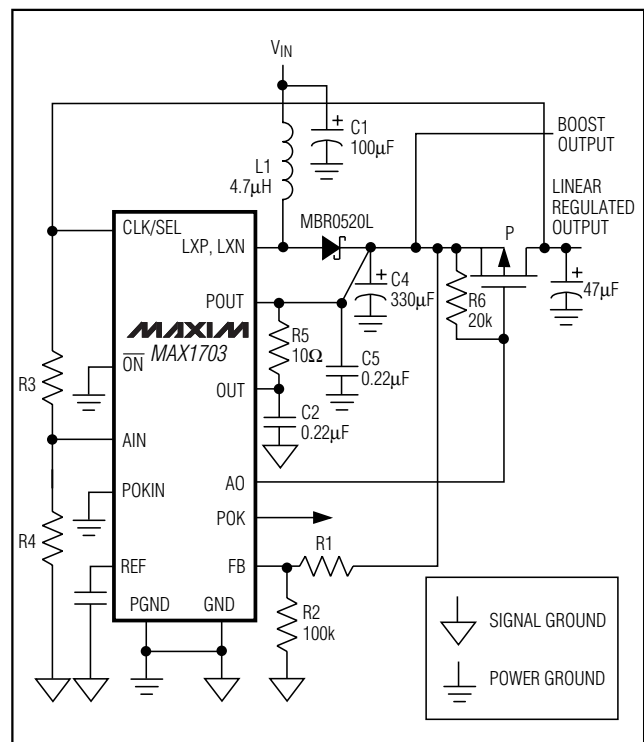 VIN
C1
100µF
BOOST
OUTPUT
L1
4.7µH
LINEAR
REGULATED
OUTPUT
MBR0520L
P
CLK/SEL
LXP, LXN
POUT
C4
330µF
R6
20k
47µF
MAXIM
MAX1703
R5
10Ω
C5
0.22µF
ON
R3
OUT
C2
0.22µF
AIN
AO
POKIN
POK
R4
R1
REF
FB
PGND
GND
R2
100k
SIGNAL GROUND
POWER GROUND